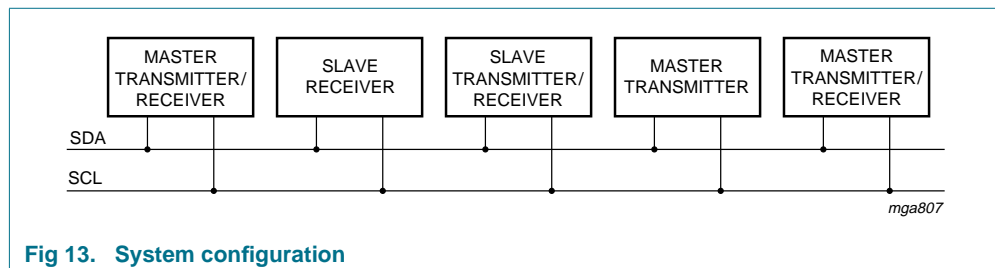 MASTER
TRANSMITTER/
RECEIVER
SLAVE
RECEIVER
SLAVE
TRANSMITTER/
RECEIVER
MASTER
TRANSMITTER
MASTER
TRANSMITTER/
RECEIVER
SDA
SCL
mga807
Fig 13. System configuration